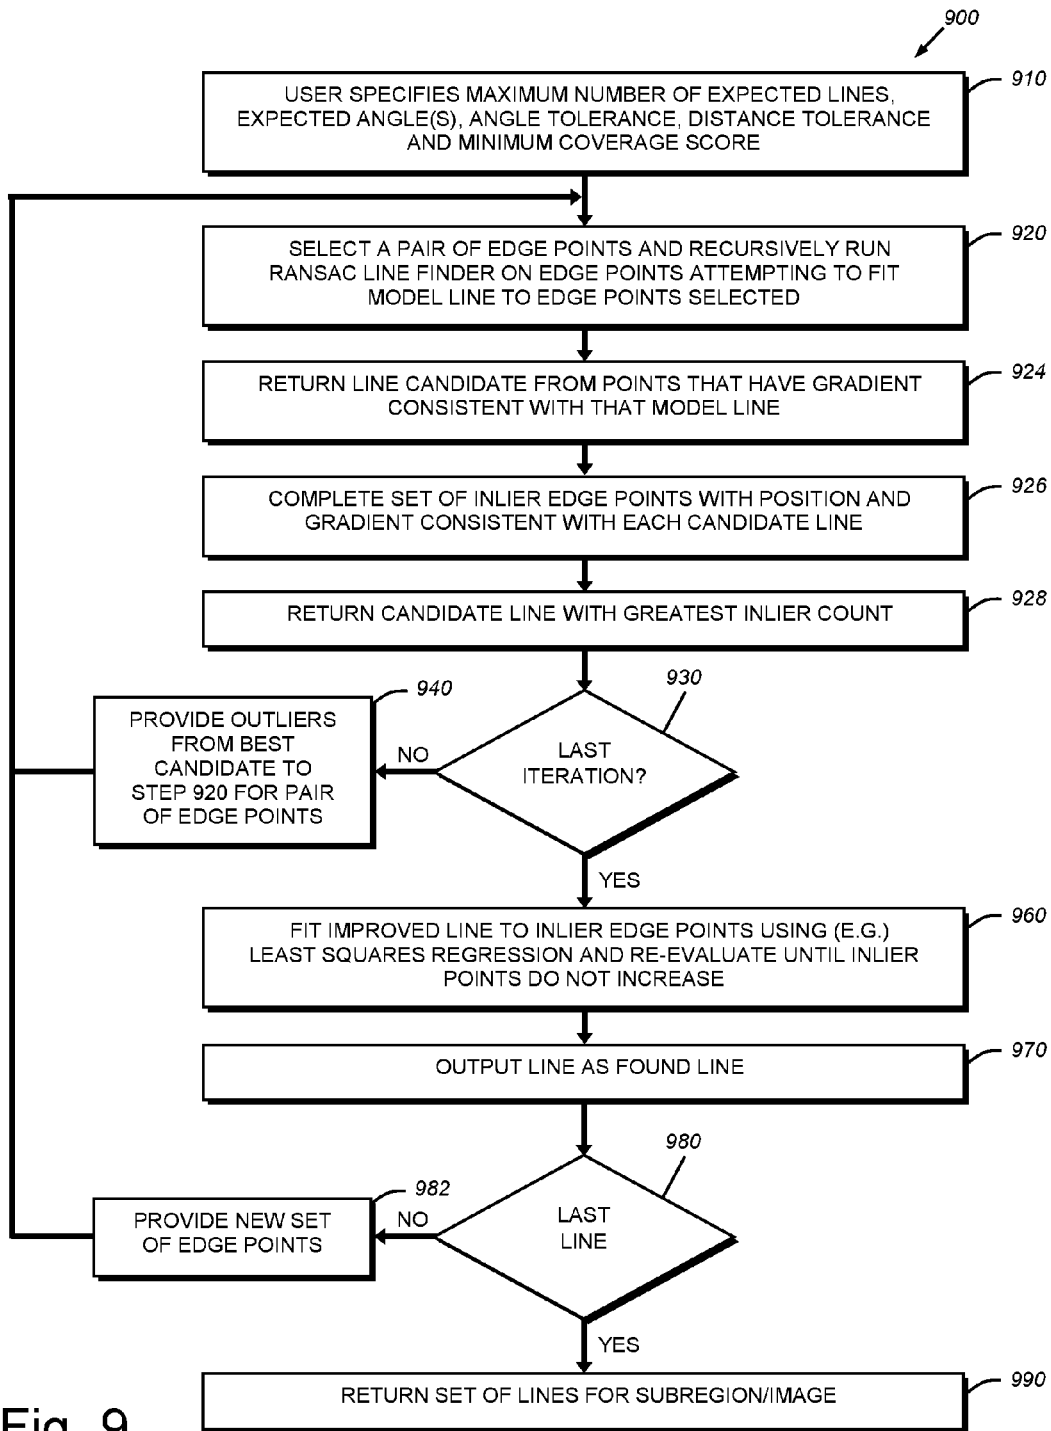 900
USER SPECIFIES MAXIMUM NUMBER OF EXPECTED LINES,
EXPECTED ANGLE(S), ANGLE TOLERANCE, DISTANCE TOLERANCE
AND MINIMUM COVERAGE SCORE
910
SELECT A PAIR OF EDGE POINTS AND RECURSIVELY RUN
RANSAC LINE FINDER ON EDGE POINTS ATTEMPTING TO FIT
MODEL LINE TO EDGE POINTS SELECTED
920
RETURN LINE CANDIDATE FROM POINTS THAT HAVE GRADIENT
CONSISTENT WITH THAT MODEL LINE
924
COMPLETE SET OF INLIER EDGE POINTS WITH POSITION AND
GRADIENT CONSISTENT WITH EACH CANDIDATE LINE
926
RETURN CANDIDATE LINE WITH GREATEST INLIER COUNT
928
LAST
ITERATION?
930
NO
PROVIDE OUTLIERS
FROM BEST
CANDIDATE TO
STEP 920 FOR PAIR
OF EDGE POINTS
940
YES
FIT IMPROVED LINE TO INLIER EDGE POINTS USING (E.G.)
LEAST SQUARES REGRESSION AND RE-EVALUATE UNTIL INLIER
POINTS DO NOT INCREASE
960
OUTPUT LINE AS FOUND LINE
970
LAST
LINE
980
NO
PROVIDE NEW SET
OF EDGE POINTS
982
YES
RETURN SET OF LINES FOR SUBREGION/IMAGE
990
Fig. 9